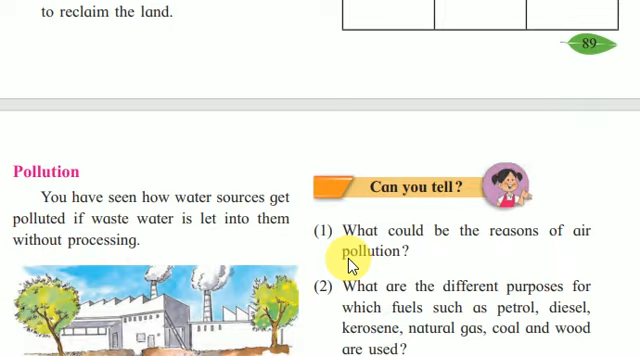 to reclaim the land.
89
Pollution
You have seen how water sources get
polluted if waste water is let into them
without processing.
Can you tell?
(1) What could be the reasons of air
pollution?
(2) What are the different purposes for
which fuels such as petrol, diesel,
kerosene, natural gas, coal and wood
are used?